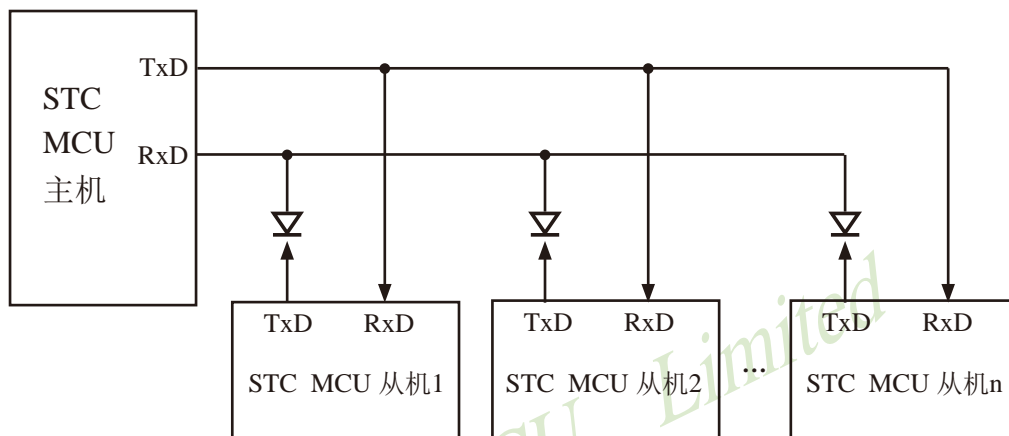 TxD
STC
MCU
RxD
主机
TxD RxD
TxD RxD
TxD RxD
STC MCU 从机1
STC MCU 从机2
...
STC MCU 从机n
MCU Limited